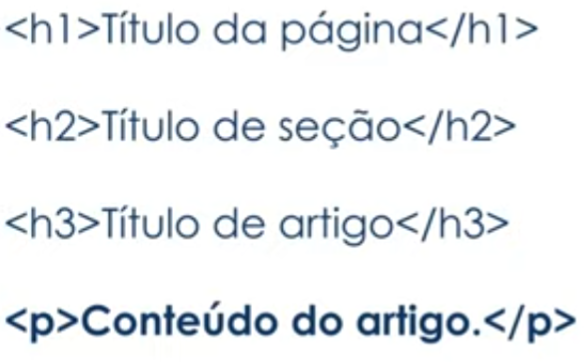 <h1>Título da página</h1>
<h2>Título de seção</h2>
<h3>Título de artigo</h3>
<p>Conteúdo do artigo.</p>